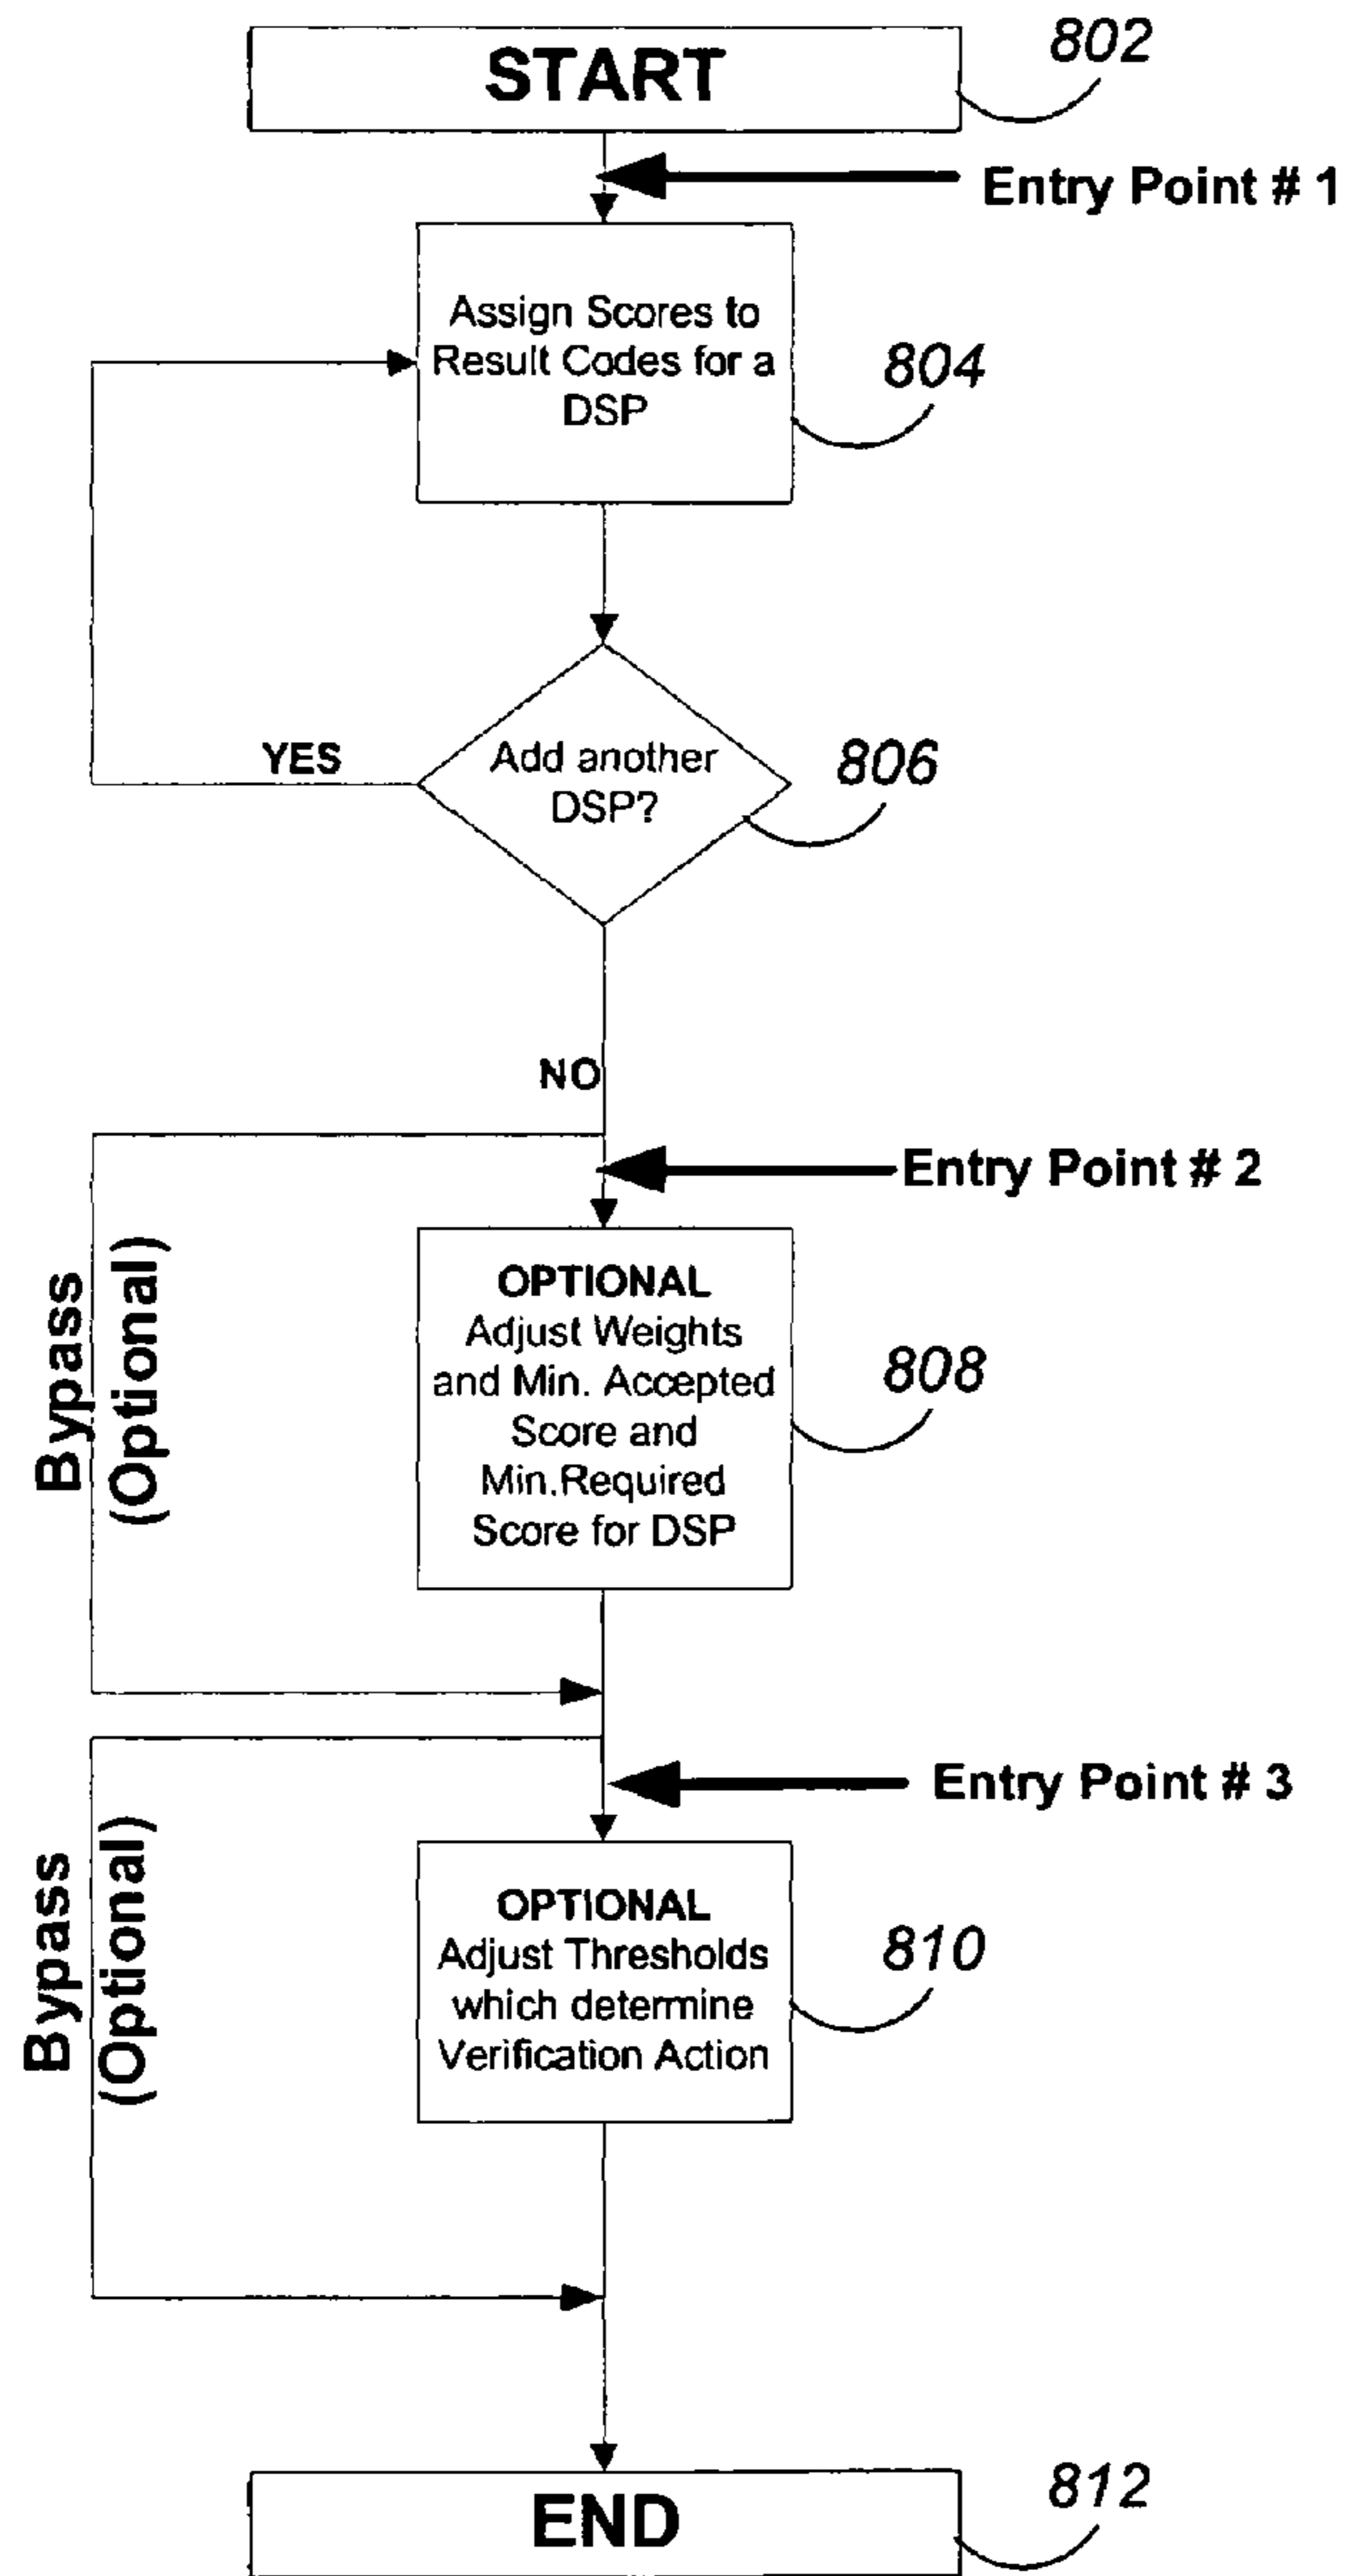 START
802
Entry Point # 1
Assign Scores to
Result Codes for a
DSP
804
Add another
DSP?
806
YES
NO
Entry Point # 2
Bypass
(Optional)
OPTIONAL
Adjust Weights
and Min. Accepted
Score and
Min.Required
Score for DSP
808
Entry Point # 3
Bypass
(Optional)
OPTIONAL
Adjust Thresholds
which determine
Verification Action
810
END
812